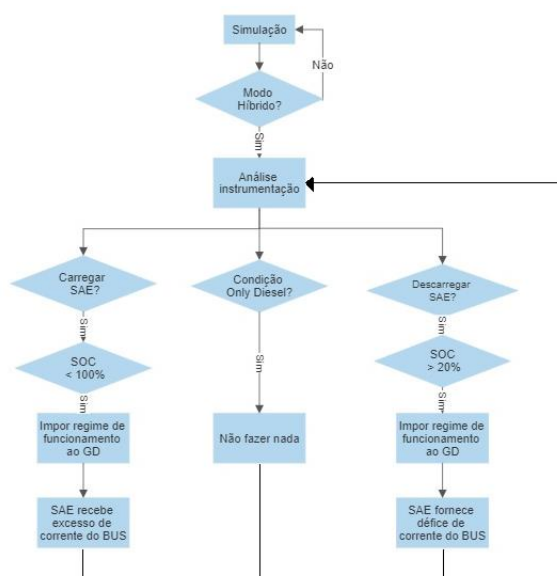 Simulação
Não
Modo
Híbrido?
Sim
Análise
instrumentação
Carregar
SAE?
Condição
Only Diesel?
Descarregar
SAE?
Sim
Sim
Sim
SOC
< 100%
SOC
> 20%
Sim
Sim
Impor regime de
funcionamento
ao GD
Não fazer nada
Impor regime de
funcionamento
ao GD
SAE recebe
excesso de
corrente do BUS
SAE fornece
défice de
corrente do BUS